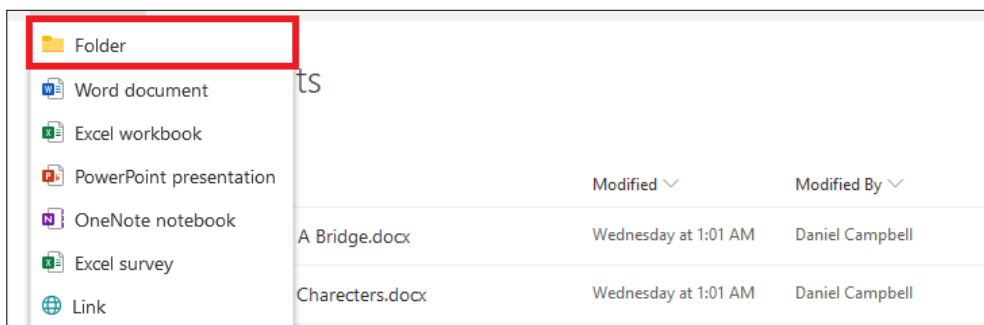 Folder
ts
Word document
Excel workbook
PowerPoint presentation
Modified Modified By
OneNote notebook
A Bridge.docx Wednesday at 1:01 AM Daniel Campbell
Excel survey
Charecters.docx Wednesday at 1:01 AM Daniel Campbell
Link